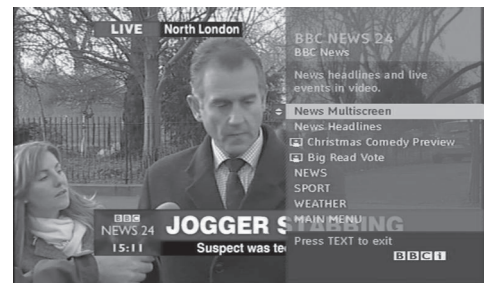 LIVE North London
BBC NEWS 24
BBC News
News headlines and live
events in video.
News Multiscreen
News Headlines
Christmas Comedy Preview
Big Read Vote
NEWS
SPORT
WEATHER
MAIN MENU
Press TEXT to exit
BBCi
BBC
NEWS 24
15:11
JOGGER STABBING
Suspect was